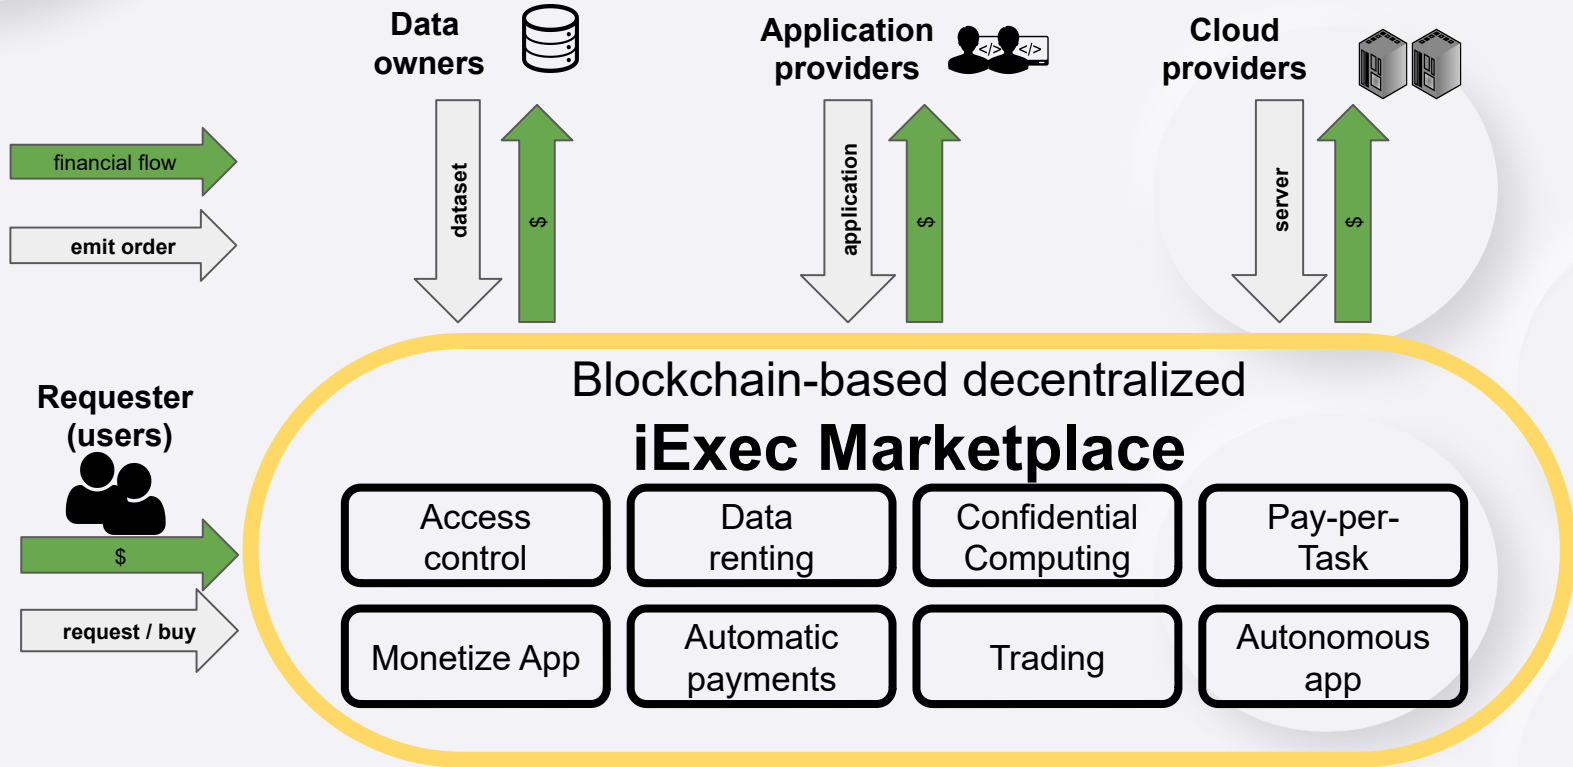 Data
owners
Application
providers
</> </>
Cloud
providers
financial flow
emit order
dataset
$
application
$
server
$
Requester
(users)
$
request / buy
Blockchain-based decentralized
iExec Marketplace
Access
control
Data
renting
Confidential
Computing
Pay-per-
Task
Monetize App
Automatic
payments
Trading
Autonomous
app